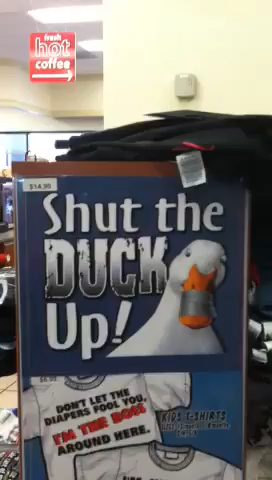 fresh
hot
coffee
$14.99
Shut the
DUCK
Up!
DON'T LET THE
DIAPERS FOOL YOU.
I'M THE BOSS
AROUND HERE.
KIDS T-SHIRTS